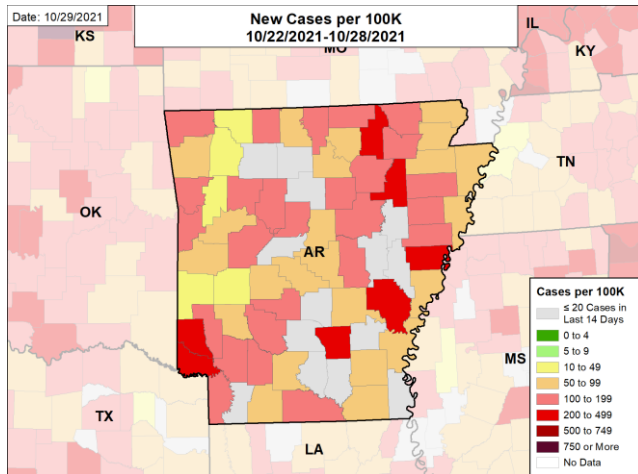 Date: 10/29/2021
New Cases per 100K
10/22/2021-10/28/2021
KS
MO
IL
KY
TN
OK
AR
MS
TX
LA
Cases per 100K
≤ 20 Cases in
Last 14 Days
0 to 4
5 to 9
10 to 49
50 to 99
100 to 199
200 to 499
500 to 749
750 or More
No Data